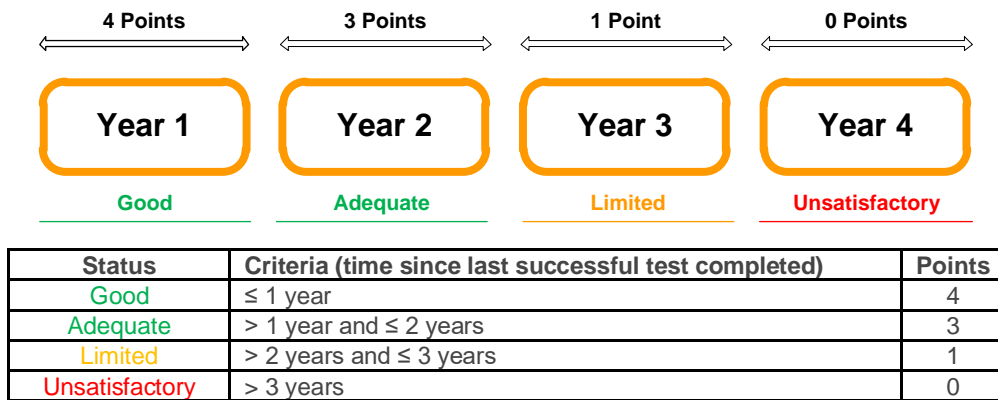 4 Points 3 Points 1 Point 0 Points
Year 1 Year 2 Year 3 Year 4
Good Adequate Limited Unsatisfactory
Status Criteria (time since last successful test completed) Points
Good ≤ 1 year 4
Adequate > 1 year and ≤ 2 years 3
Limited > 2 years and ≤ 3 years 1
Unsatisfactory > 3 years 0